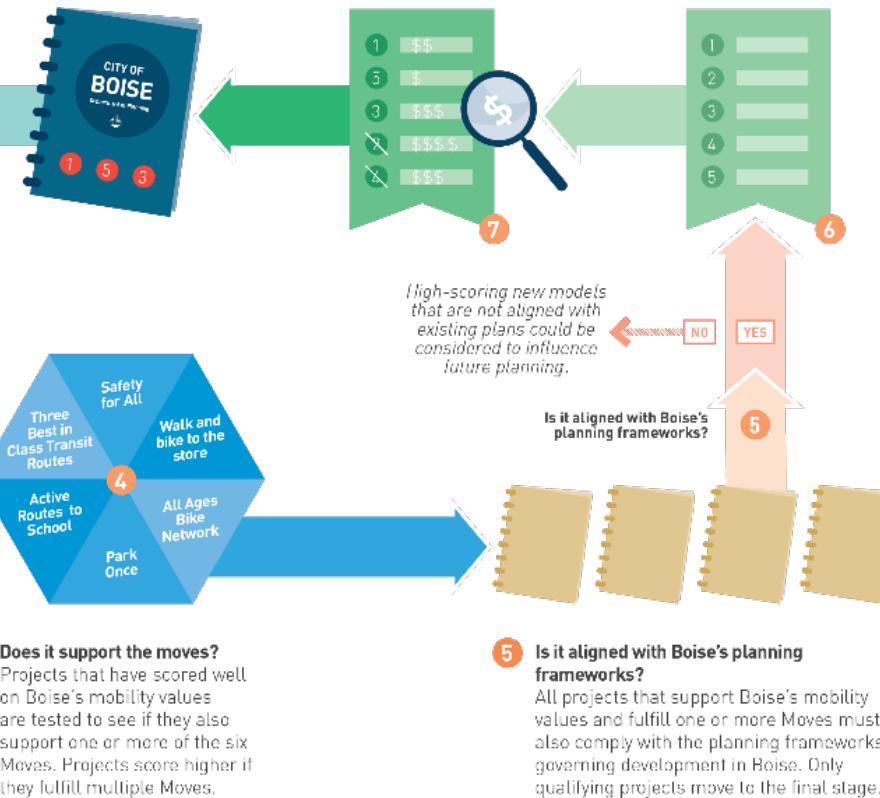 CITY OF
BOISE
1
5
3
1 $$
5 $
3 $$$
2 $$$$
4 $$$
$
7
1
2
3
4
5
6
High-scoring new models
that are not aligned with
existing plans could be
considered to influence
future planning.
NO
YES
Is it aligned with Boise's
planning frameworks?
5
Safety
for All
Walk and
bike to the
store
All Ages
Bike
Network
Park
Once
Active
Routes to
School
Three
Best in
Class Transit
Routes
4
Does it support the moves?
Projects that have scored well
on Boise's mobility values
are tested to see if they also
support one or more of the six
Moves. Projects score higher if
they fulfill multiple Moves.
5 Is it aligned with Boise's planning
frameworks?
All projects that support Boise's mobility
values and fulfill one or more Moves must
also comply with the planning frameworks
governing development in Boise. Only
qualifying projects move to the final stage.